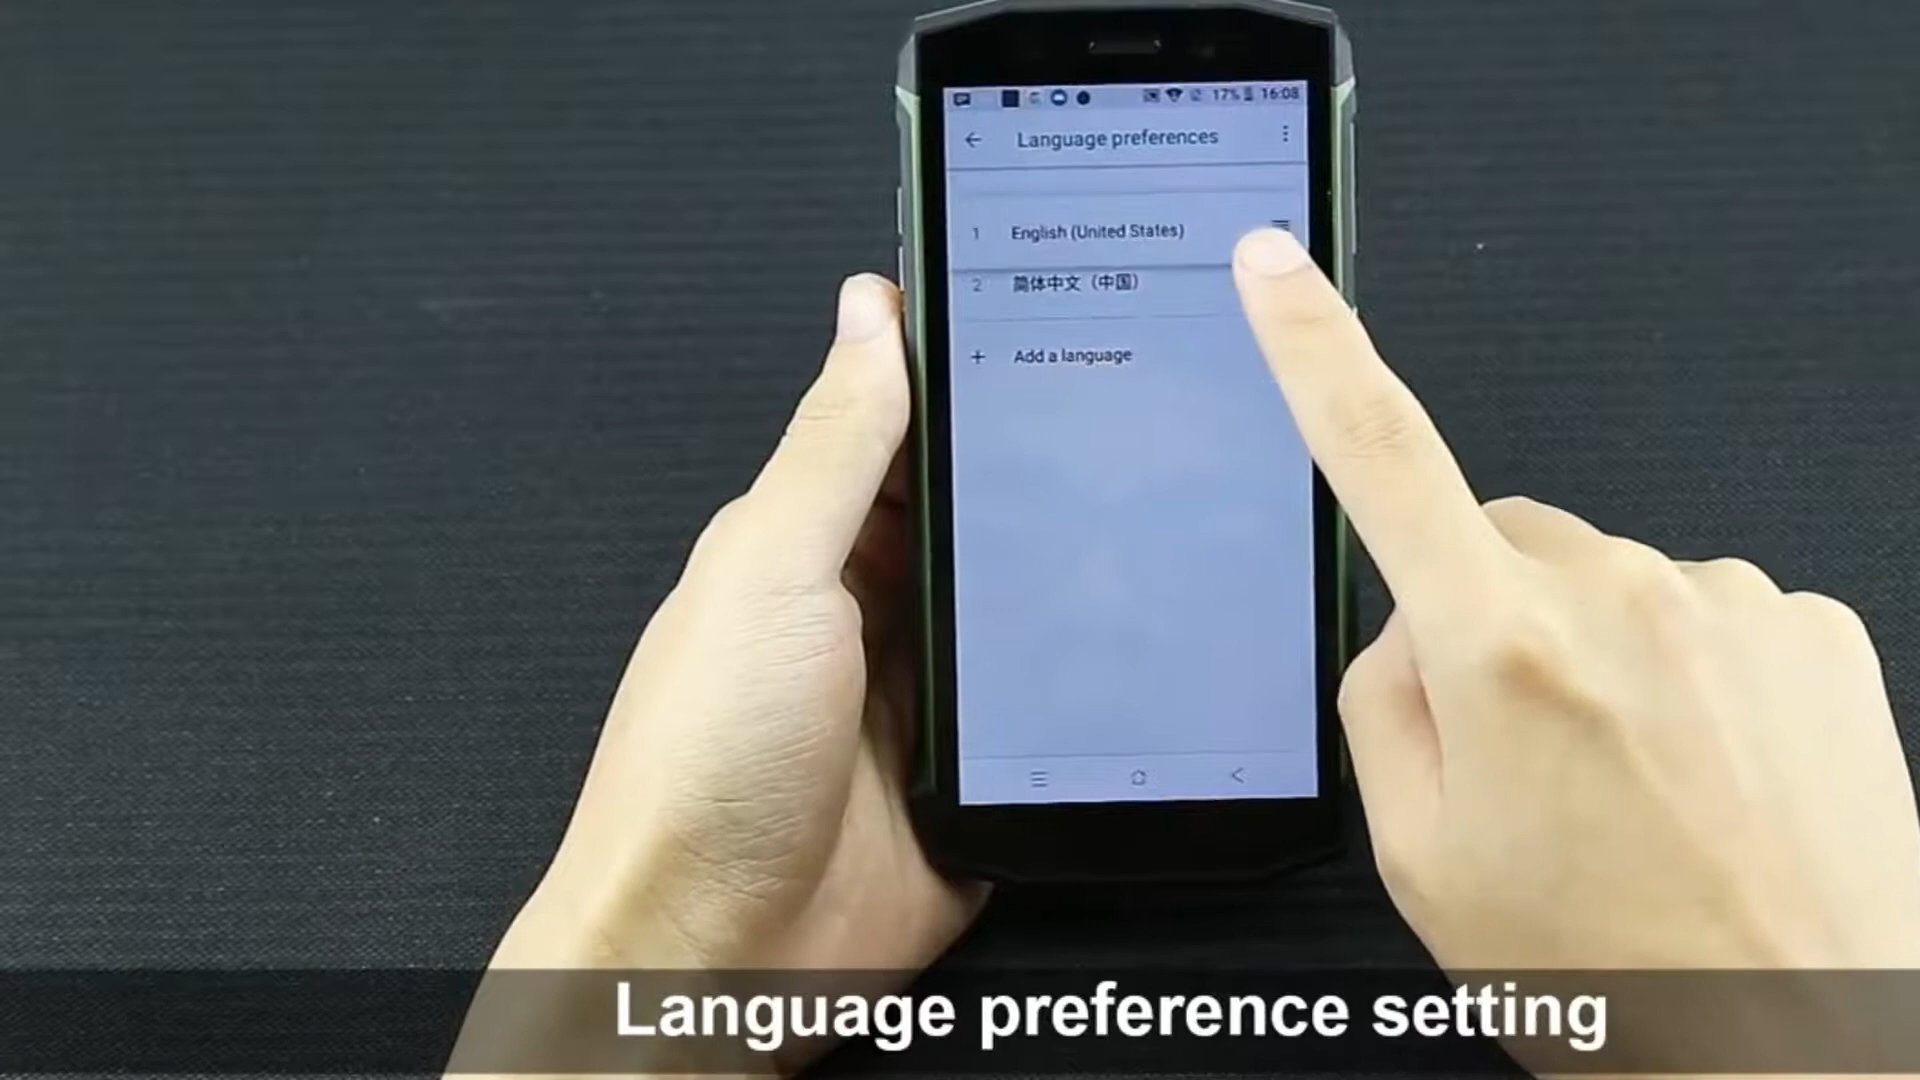 17% 16:08
Language preferences
1 English (United States)
2 简体中文（中国）
+ Add a language
Language preference setting